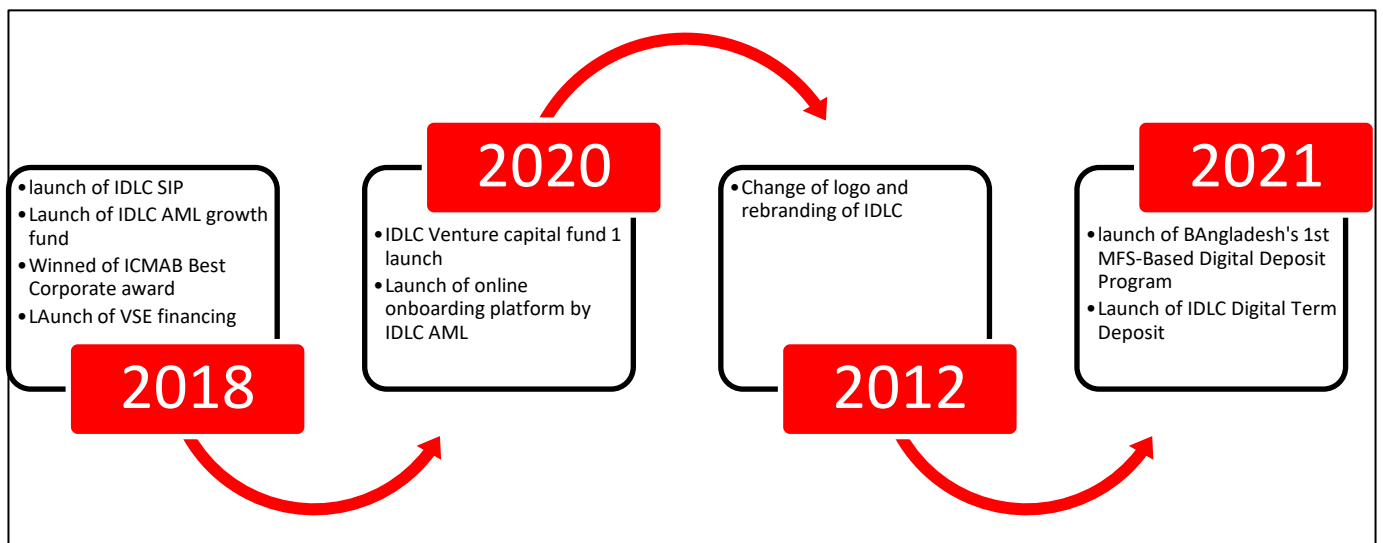 •launch of IDLC SIP
•Launch of IDLC AML growth
fund
•Winned of ICMAB Best
Corporate award
•LAunch of VSE financing
2018
2020
•IDLC Venture capital fund 1
launch
•Launch of online
onboarding platform by
IDLC AML
•Change of logo and
rebranding of IDLC
2012
2021
•launch of BAngladesh's 1st
MFS-Based Digital Deposit
Program
•Launch of IDLC Digital Term
Deposit